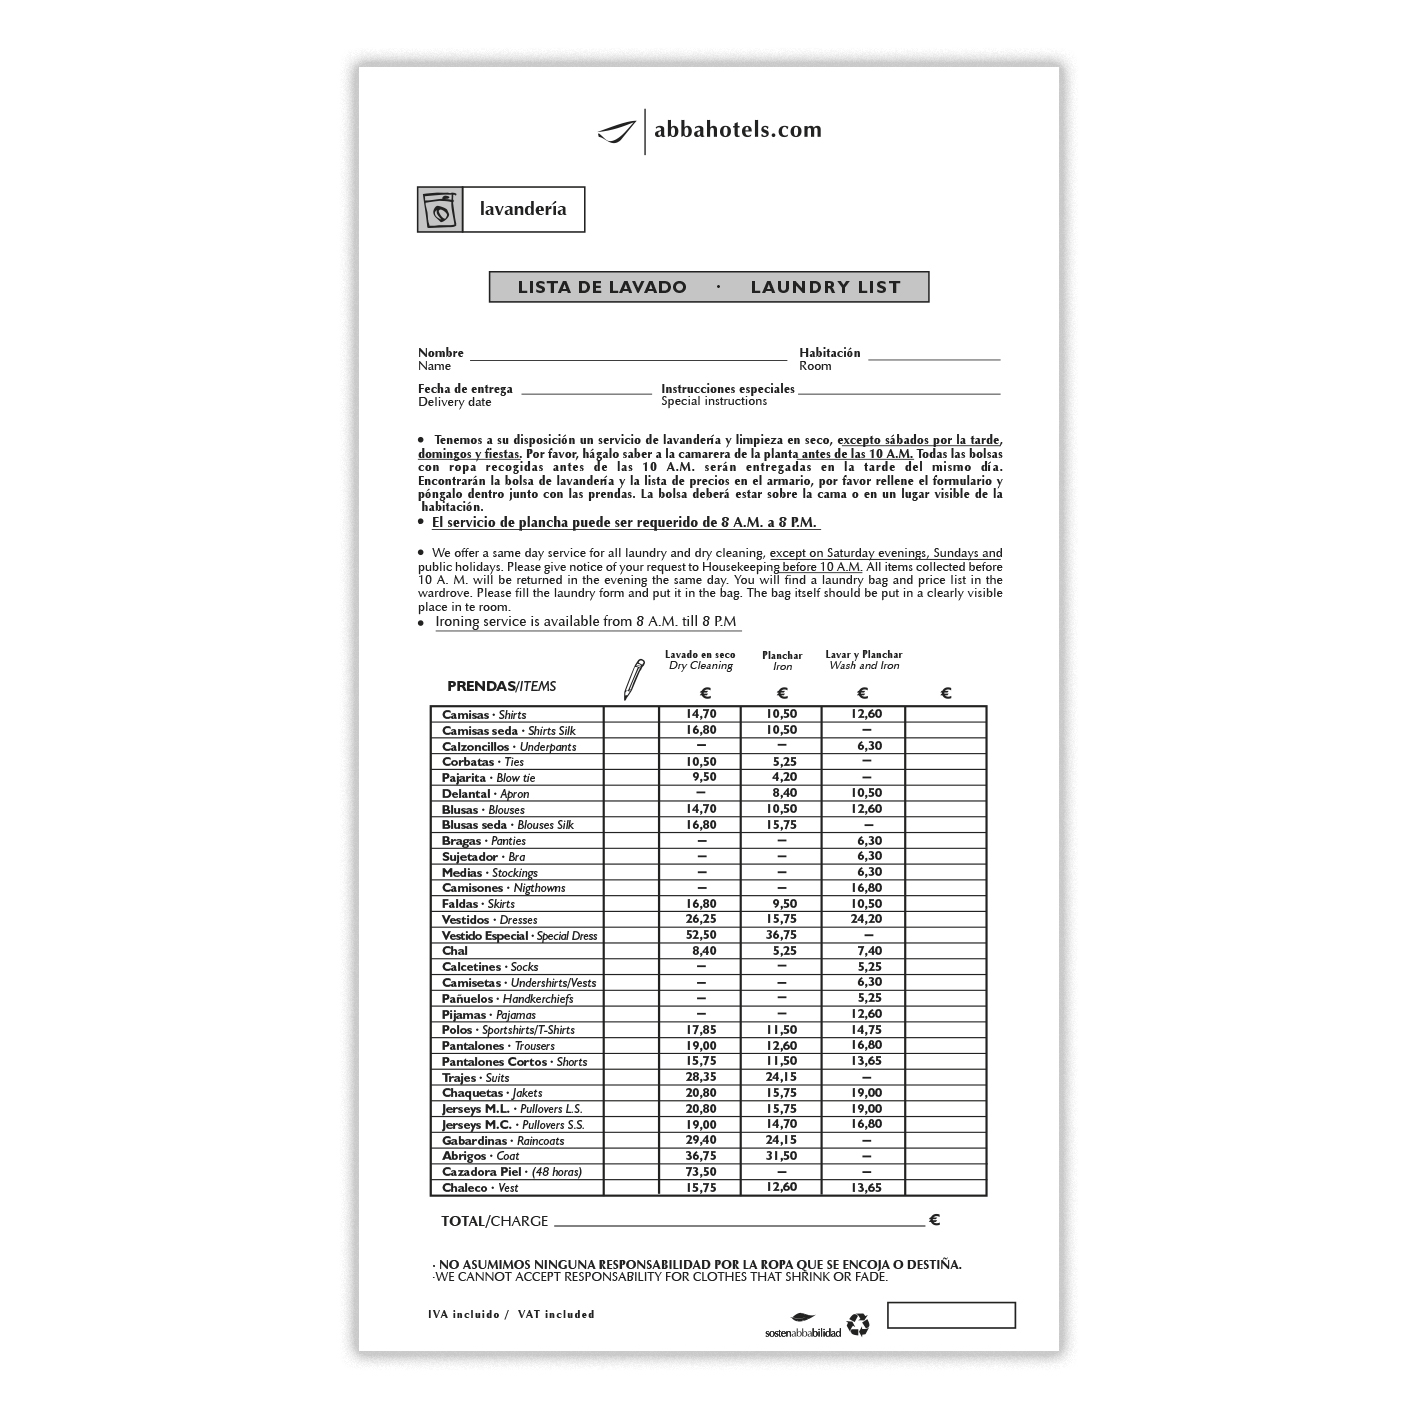 abbahotels.com
lavandería
LISTA DE LAVADO · LAUNDRY LIST
Nombre Habitación
Name Room
Fecha de entrega Instrucciones especiales
Delivery date Special instructions
• Tenemos a su disposición un servicio de lavandería y limpieza en seco, excepto sábados por la tarde,
domingos y fiestas. Por favor, hágalo saber a la camarera de la planta antes de las 10 A.M. Todas las bolsas
con ropa recogidas antes de las 10 A.M. serán entregadas en la tarde del mismo día.
Encontrarán la bolsa de lavandería y la lista de precios en el armario, por favor rellene el formulario y
póngalo dentro junto con las prendas. La bolsa deberá estar sobre la cama o en un lugar visible de la
habitación.
• El servicio de plancha puede ser requerido de 8 A.M. a 8 P.M.
• We offer a same day service for all laundry and dry cleaning, except on Saturday evenings, Sundays and
public holidays. Please give notice of your request to Housekeeping before 10 A.M. All items collected before
10 A. M. will be returned in the evening the same day. You will find a laundry bag and price list in the
wardrove. Please fill the laundry form and put it in the bag. The bag itself should be put in a clearly visible
place in te room.
• Ironing service is available from 8 A.M. till 8 P.M
Lavado en seco Planchar Lavar y Planchar
Dry Cleaning Iron Wash and Iron
PRENDAS/ITEMS € € € €
Camisas · Shirts 14,70 10,50 12,60
Camisas seda · Shirts Silk 16,80 10,50 –
Calzoncillos · Underpants – – 6,30
Corbatas · Ties 10,50 5,25 –
Pajarita · Blow tie 9,50 4,20 –
Delantal · Apron – 8,40 10,50
Blusas · Blouses 14,70 10,50 12,60
Blusas seda · Blouses Silk 16,80 15,75 –
Bragas · Panties – – 6,30
Sujetador · Bra – – 6,30
Medias · Stockings – – 6,30
Camisones · Nigthowns – – 16,80
Faldas · Skirts 16,80 9,50 10,50
Vestidos · Dresses 26,25 15,75 24,20
Vestido Especial · Special Dress 52,50 36,75 –
Chal 8,40 5,25 7,40
Calcetines · Socks – – 5,25
Camisetas · Undershirts/Vests – – 6,30
Pañuelos · Handkerchiefs – – 5,25
Pijamas · Pajamas – – 12,60
Polos · Sportshirts/T-Shirts 17,85 11,50 14,75
Pantalones · Trousers 19,00 12,60 16,80
Pantalones Cortos · Shorts 15,75 11,50 13,65
Trajes · Suits 28,35 24,15 –
Chaquetas · Jakets 20,80 15,75 19,00
Jerseys M.L. · Pullovers L.S. 20,80 15,75 19,00
Jerseys M.C. · Pullovers S.S. 19,00 14,70 16,80
Gabardinas · Raincoats 29,40 24,15 –
Abrigos · Coat 36,75 31,50 –
Cazadora Piel · (48 horas) 73,50 – –
Chaleco · Vest 15,75 12,60 13,65
TOTAL/CHARGE €
· NO ASUMIMOS NINGUNA RESPONSABILIDAD POR LA ROPA QUE SE ENCOJA O DESTIÑA.
·WE CANNOT ACCEPT RESPONSABILITY FOR CLOTHES THAT SHRINK OR FADE.
IVA incluido / VAT included
sostenabbabilidad